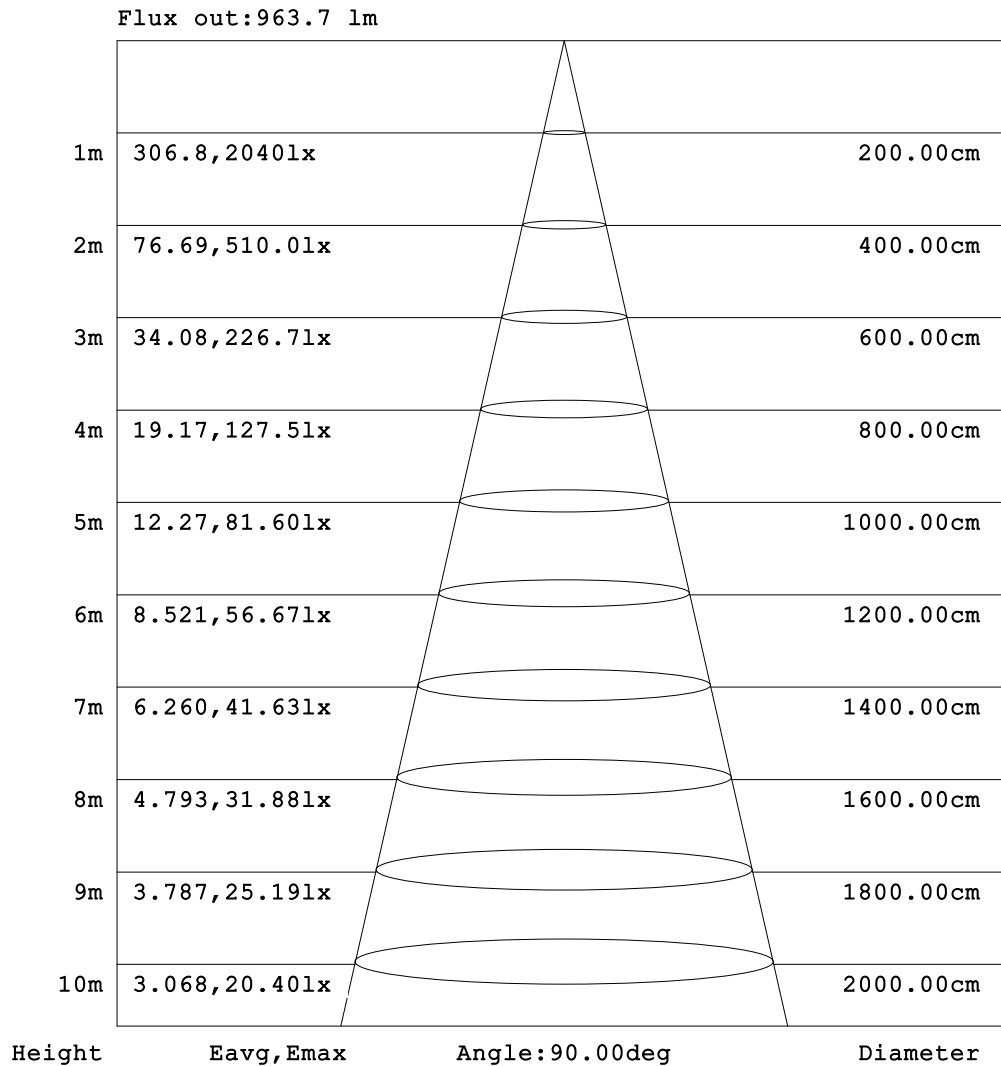 Flux out:963.7 lm
1m 306.8,2040lx 200.00cm
2m 76.69,510.0lx 400.00cm
3m 34.08,226.7lx 600.00cm
4m 19.17,127.5lx 800.00cm
5m 12.27,81.60lx 1000.00cm
6m 8.521,56.67lx 1200.00cm
7m 6.260,41.63lx 1400.00cm
8m 4.793,31.88lx 1600.00cm
9m 3.787,25.19lx 1800.00cm
10m 3.068,20.40lx 2000.00cm
Height Eavg,Emax Angle:90.00deg Diameter